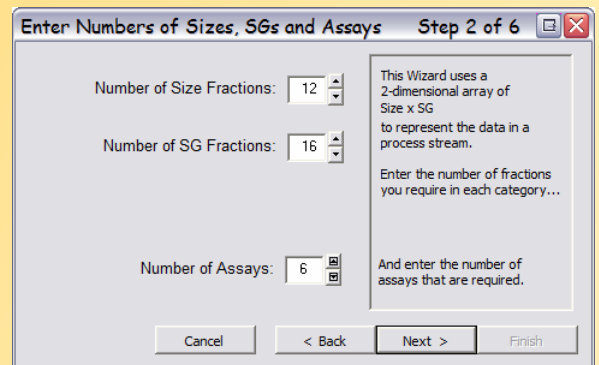 Enter Numbers of Sizes, SGs and Assays Step 2 of 6
Number of Size Fractions: 12
Number of SG Fractions: 16
Number of Assays: 6
This Wizard uses a
2-dimensional array of
Size x SG
to represent the data in a
process stream.
Enter the number of fractions
you require in each category...
And enter the number of
assays that are required.
Cancel < Back Next > Finish